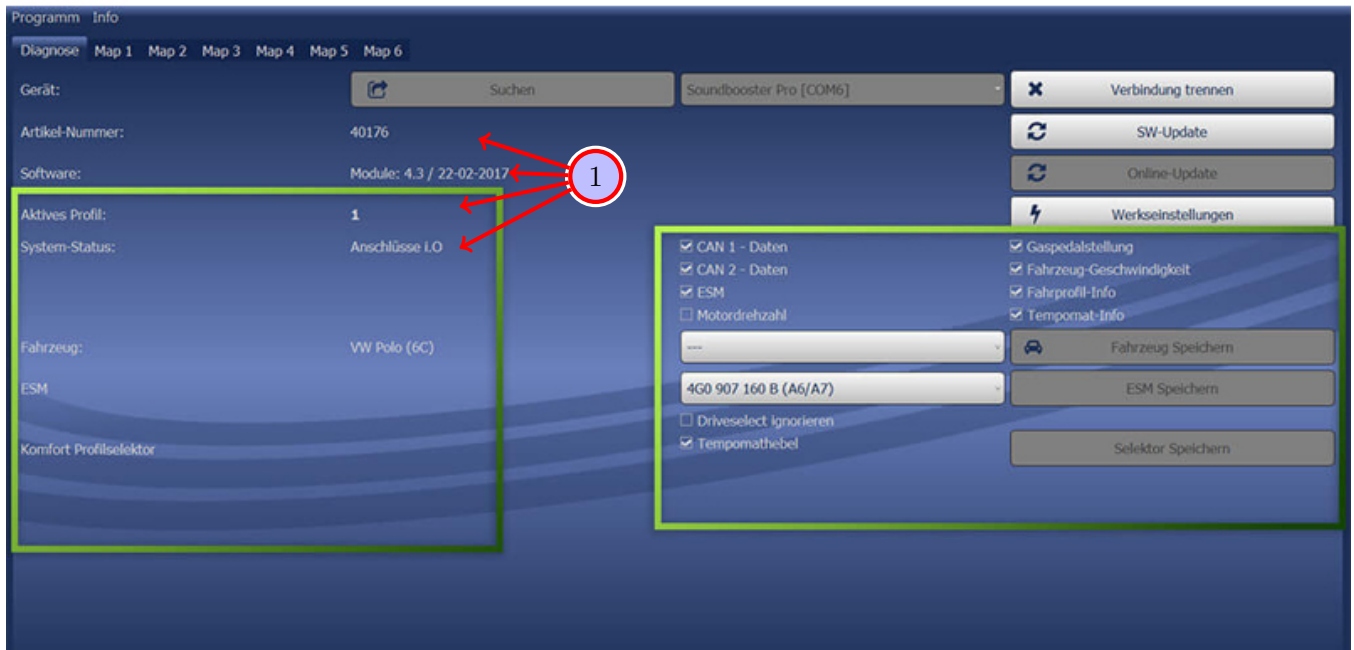 Programm Info
Diagnose Map 1 Map 2 Map 3 Map 4 Map 5 Map 6
Gerät: Suchen Soundbooster Pro [COM6] Verbindung trennen
Artikel-Nummer: 40176 SW-Update
Software: Module: 4.3 / 22-02-2017 1 Online-Update
Aktives Profil: 1 Werkseinstellungen
System-Status: Anschlüsse i.O CAN 1 - Daten Gaspedalstellung
CAN 2 - Daten Fahrzeug-Geschwindigkeit
ESM Fahrprofil-Info
Motordrehzahl Tempomat-Info
Fahrzeug: VW Polo (6C) --- Fahrzeug Speichern
ESM 4G0 907 160 B (A6/A7) ESM Speichern
Driveselect ignorieren
Komfort Profilselektor Tempomathebel Selektor Speichern